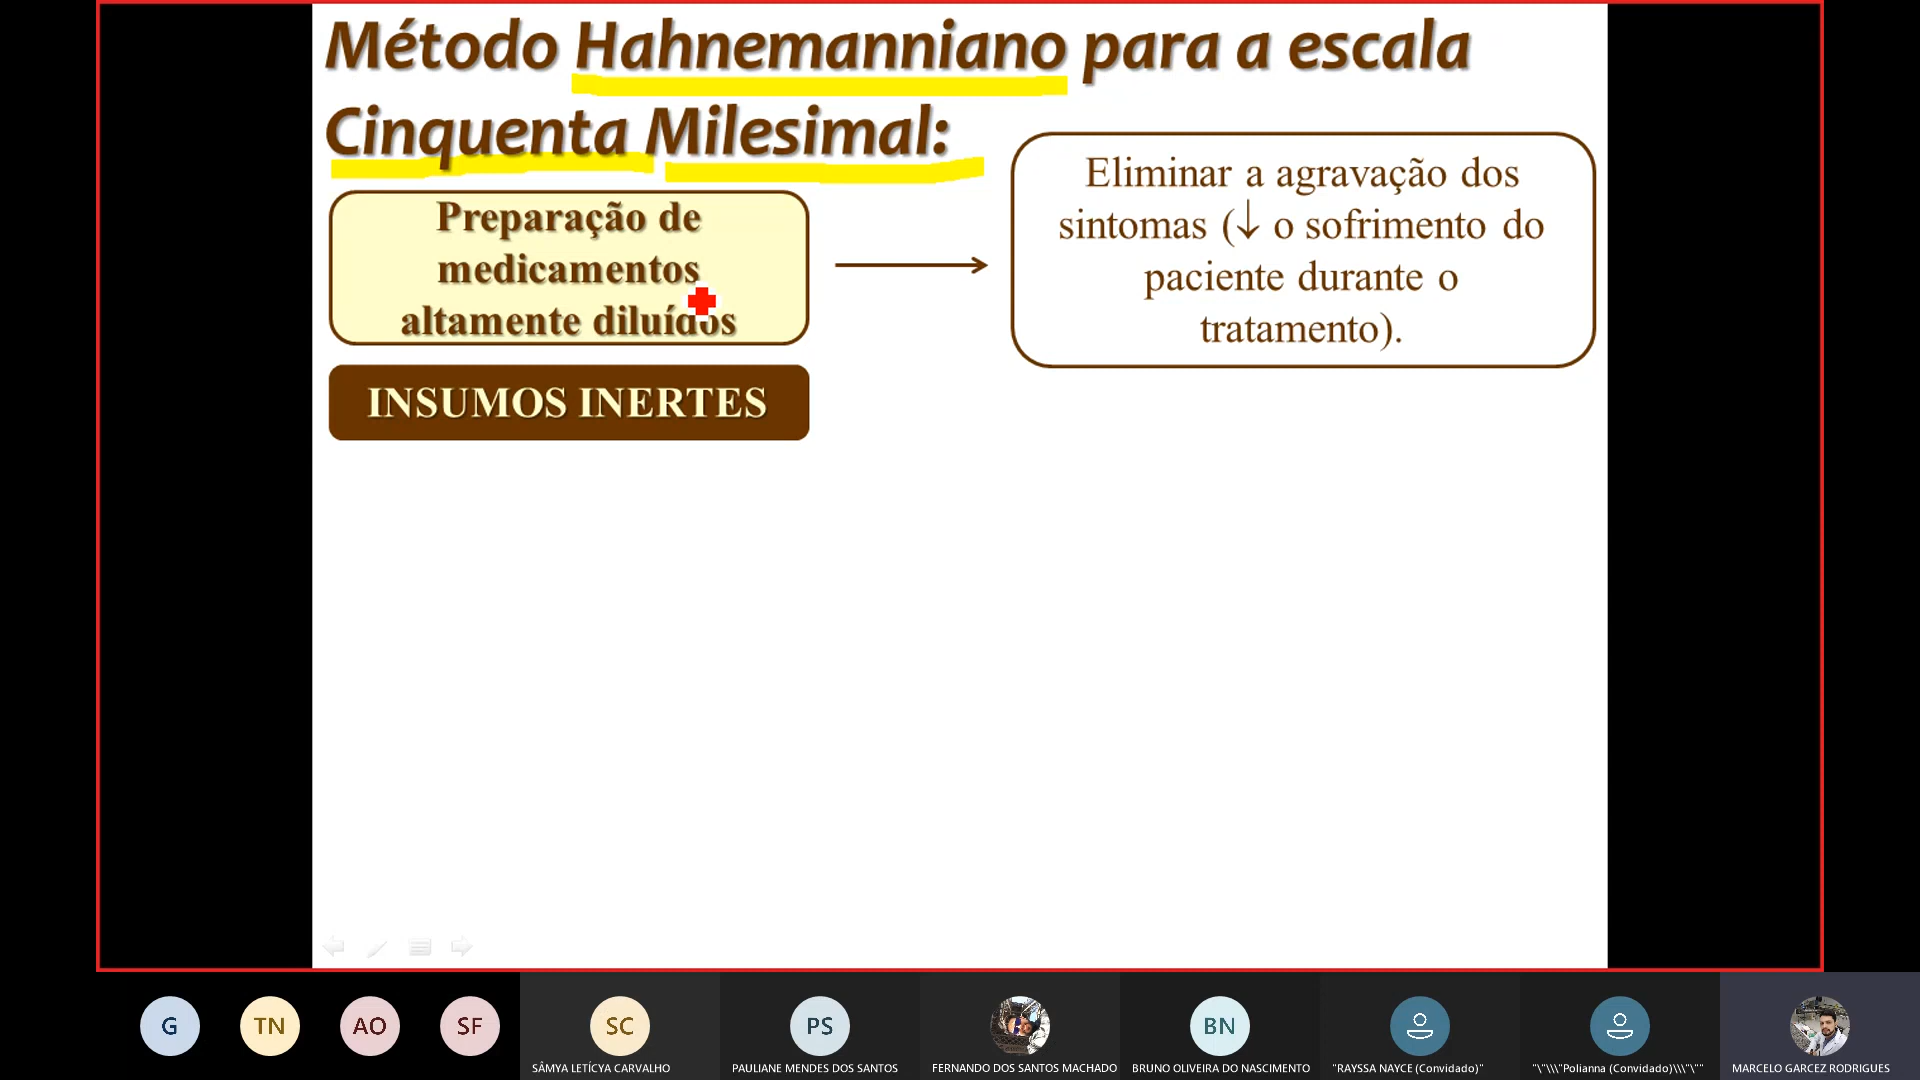 Método Hahnemanniano para a escala
Cinquenta Milesimal:
Preparação de
medicamentos
altamente diluídos
Eliminar a agravação dos
sintomas (↓ o sofrimento do
paciente durante o
tratamento).
INSUMOS INERTES
G
TN
AO
SF
SC
PS
BN
SÂMYA LETÍCYA CARVALHO
PAULIANE MENDES DOS SANTOS
FERNANDO DOS SANTOS MACHADO
BRUNO OLIVEIRA DO NASCIMENTO
"RAYSSA NAYCE (Convidado)"
"\"\\\"Polianna (Convidado)\\\"\""
MARCELO GARCEZ RODRIGUES